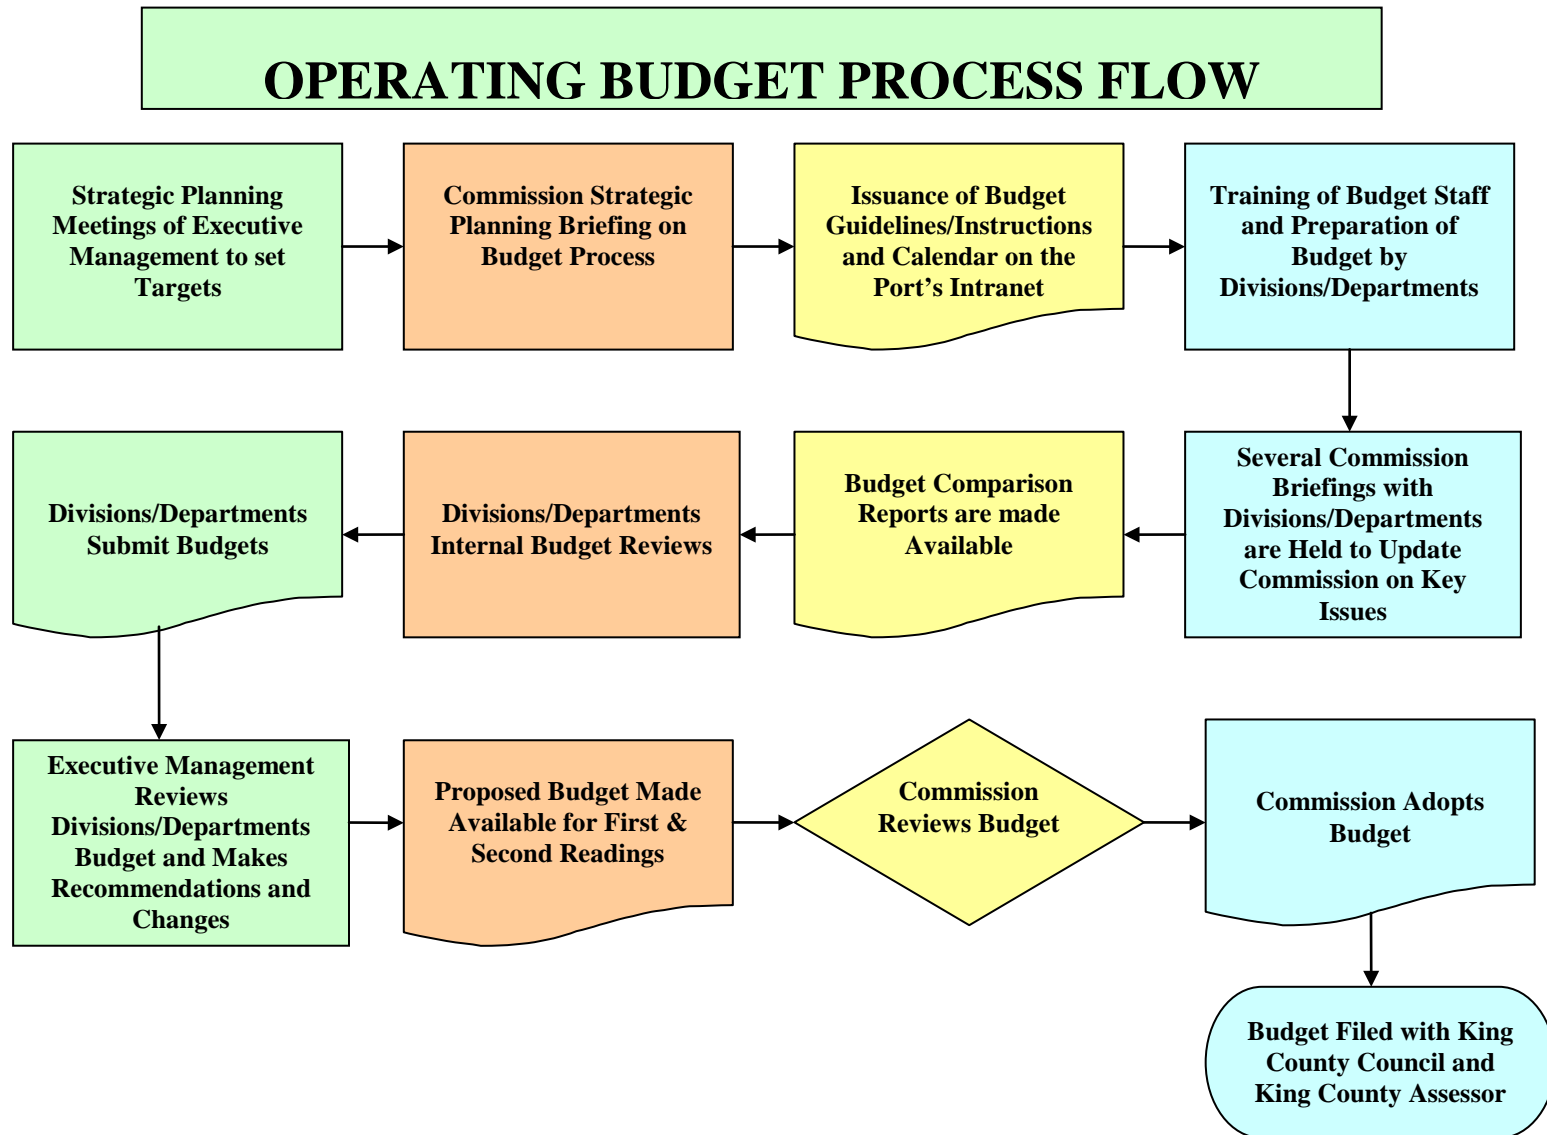 OPERATING BUDGET PROCESS FLOW
Strategic Planning
Meetings of Executive
Management to set
Targets
Commission Strategic
Planning Briefing on
Budget Process
Issuance of Budget
Guidelines/Instructions
and Calendar on the
Port’s Intranet
Training of Budget Staff
and Preparation of
Budget by
Divisions/Departments
Several Commission
Briefings with
Divisions/Departments
are Held to Update
Commission on Key
Issues
Budget Comparison
Reports are made
Available
Divisions/Departments
Internal Budget Reviews
Divisions/Departments
Submit Budgets
Executive Management
Reviews
Divisions/Departments
Budget and Makes
Recommendations and
Changes
Proposed Budget Made
Available for First &
Second Readings
Commission
Reviews Budget
Commission Adopts
Budget
Budget Filed with King
County Council and
King County Assessor